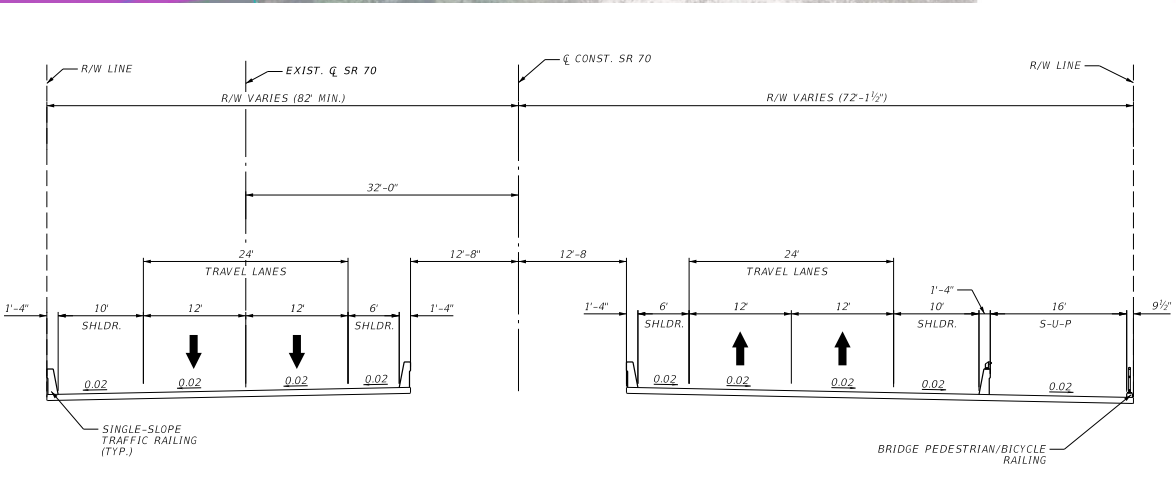 R/W LINE
EXIST. ℄ SR 70
℄ CONST. SR 70
R/W LINE
R/W VARIES (82' MIN.)
R/W VARIES (72'-1½")
32'-0"
24'
TRAVEL LANES
12'-8"
12'-8
24'
TRAVEL LANES
1'-4"
10'
SHLDR.
12'
12'
6'
SHLDR.
1'-4"
1'-4"
6'
SHLDR.
12'
12'
10'
SHLDR.
1'-4"
16'
S-U-P
9½"
0.02
0.02
0.02
0.02
0.02
0.02
0.02
0.02
0.02
SINGLE-SLOPE
TRAFFIC RAILING
(TYP.)
BRIDGE PEDESTRIAN/BICYCLE
RAILING